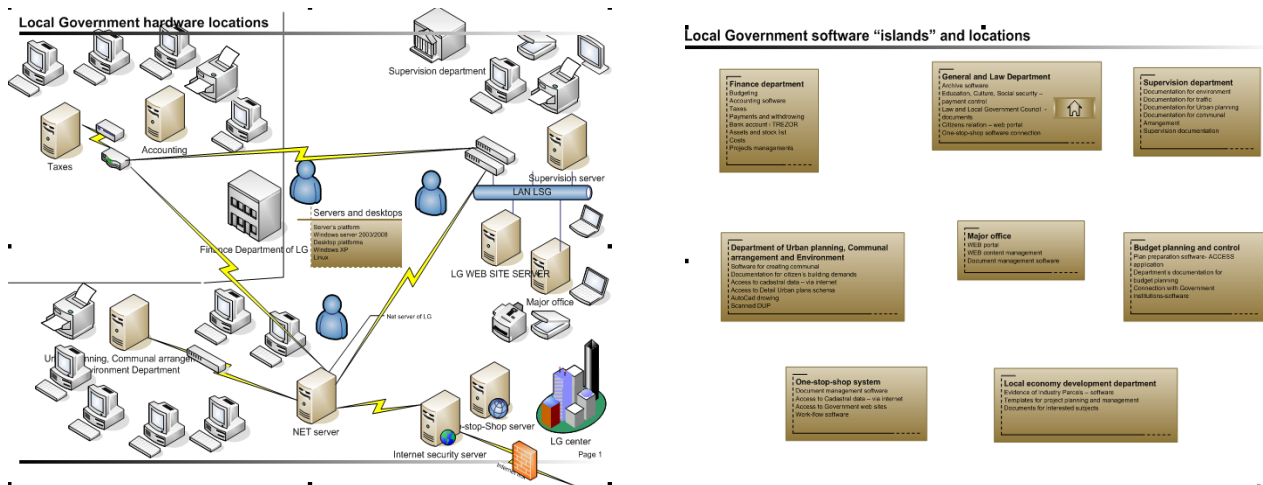 Local Government hardware locations
Supervision department
Taxes
Accounting
Supervision server
LAN LSG
Finance Department of LG
Servers and desktops
Server's platform
Windows server 2003/2008
Desktop platforms
Windows XP
Linux
LG WEB SITE SERVER
Major office
Net server of LG
Planning, Communal
Department
NET server
-stop-Shop server
Internet security server
LG center
Page 1
Internet
Local Government software “islands” and locations
Finance department
Budgeting
Accounting software
Taxes
Payments and withdrowing
Bank account - TREZOR
Assets and stock list
Costs
Projects managements
General and Law Department
Archive software
Education, Culture, Social security –
payment control
Law and Local Government Council -
documents
Citizens relation – web portal
One-stop-shop software connection
Supervision department
Documentation for environment
Documentation for traffic
Documentation for Urban planning
Documentation for communal
Arrangement
Supervision documentation
Department of Urban planning, Communal
arrangement and Environment
Software for creating communal
Documentation for citizen's building demands
Access to cadastral data – via internet
Access to Detail Urban plans schema
AutoCad drowing
Scanned DUP
Major office
WEB portal
WEB content management
Document management software
Budget planning and control
Plan preparation software- ACCESS
application
Department's documentation for
budget planning
Connection with Government
Institutions-software
One-stop-shop system
Document management software
Access to Cadastral data – via internet
Access to Government web sites
Work-flow software
Local economy development department
Evidence of Industry Parcels – software
Templates for project planning and management
Documents for interested subjects